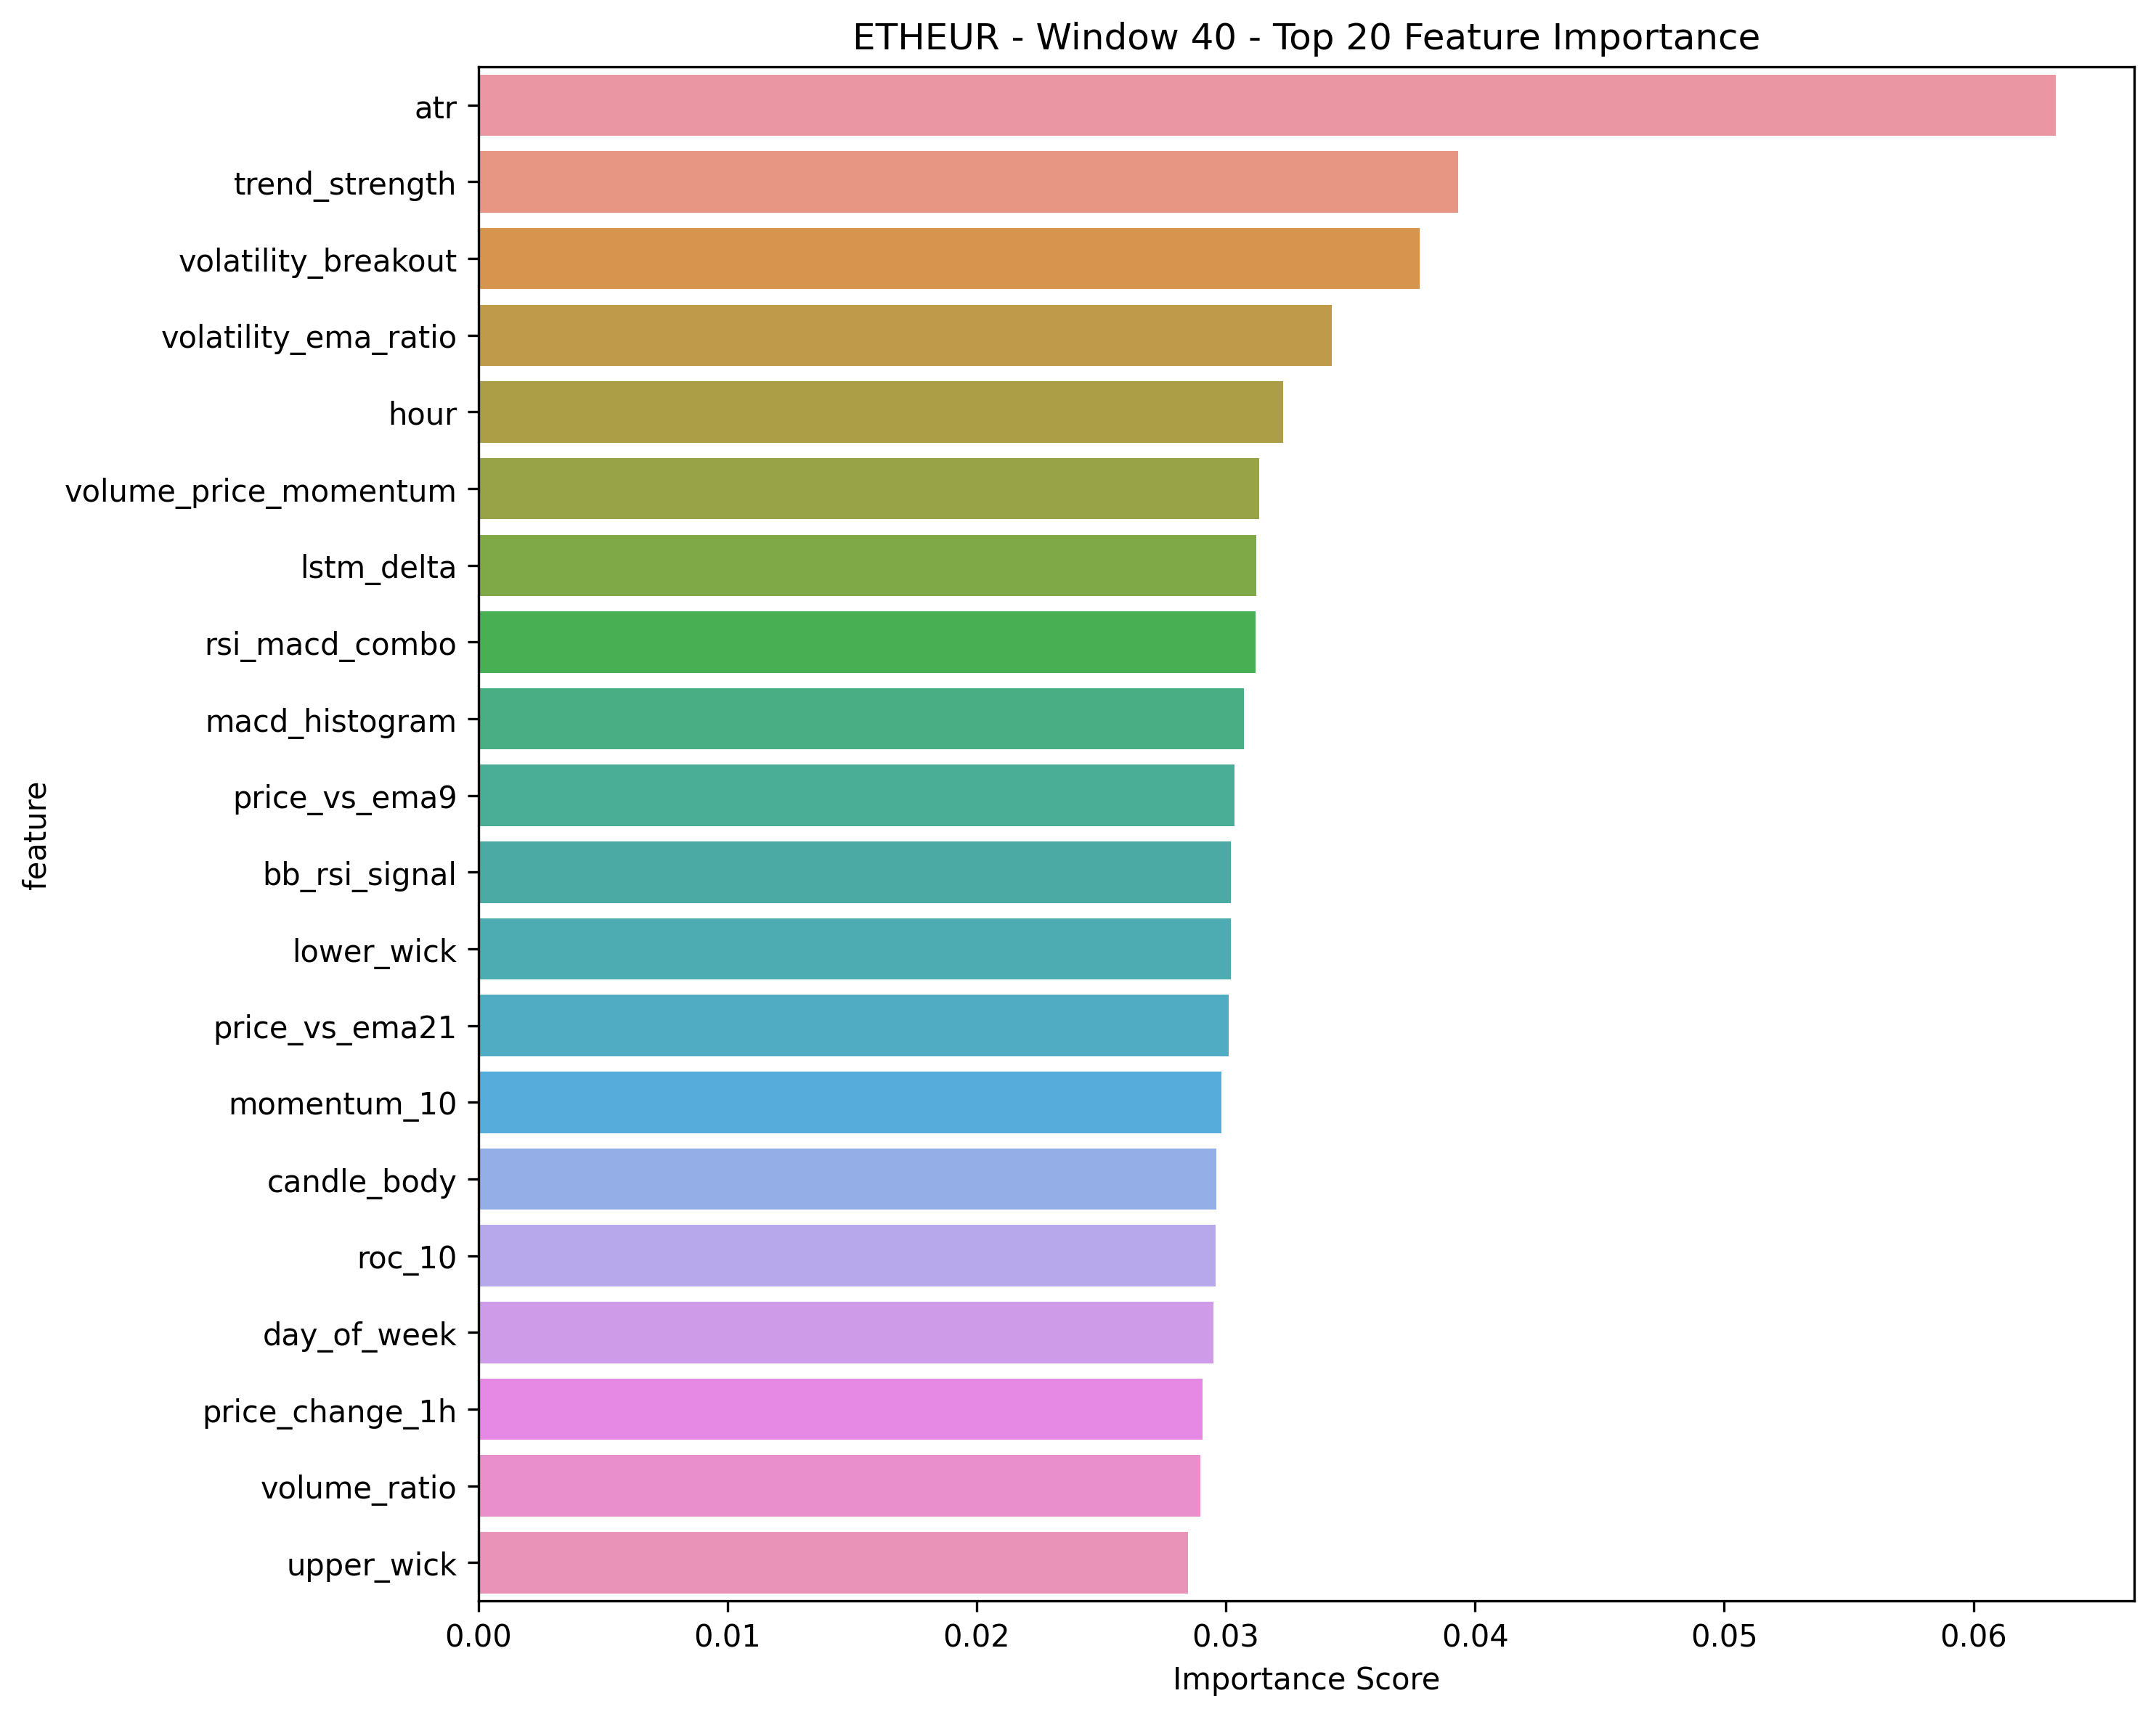 ETHEUR - Window 40 - Top 20 Feature Importance
atr
trend_strength
volatility_breakout
volatility_ema_ratio
hour
volume_price_momentum
lstm_delta
rsi_macd_combo
macd_histogram
price_vs_ema9
bb_rsi_signal
lower_wick
price_vs_ema21
momentum_10
candle_body
roc_10
day_of_week
price_change_1h
volume_ratio
upper_wick
feature
0.00 0.01 0.02 0.03 0.04 0.05 0.06
Importance Score